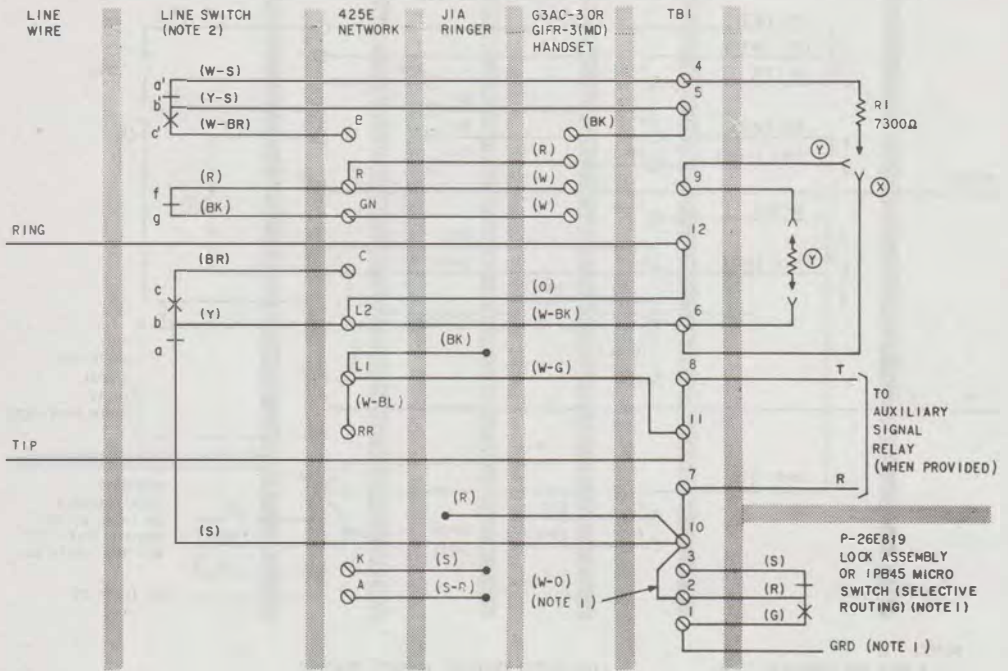 LINE WIRE
LINE SWITCH (NOTE 2)
425E NETWORK
J1A RINGER
G3AC-3 OR G1FR-3(MD) HANDSET
TB1
a' (W-S) 4
b' (Y-S) 5
R1 7300Ω
c' (W-BR) e (BK)
(R) Y
f (R) R (W) 9 X
g (BK) GN (W)
RING 12
(BR) C Y
c (O)
b (Y) L2 (W-BK) 6
a
(BK)
L1 (W-G) 8 T
(W-BL)
RR 11
TO AUXILIARY SIGNAL RELAY (WHEN PROVIDED)
TIP
7 R
(R)
(S) 10
P-26E819 LOCK ASSEMBLY OR 1PB45 MICRO SWITCH (SELECTIVE ROUTING) (NOTE 1)
K (S) 3 (S)
A (S-R) (W-O) (NOTE 1) 2 (R)
1 (G)
GRD (NOTE 1)